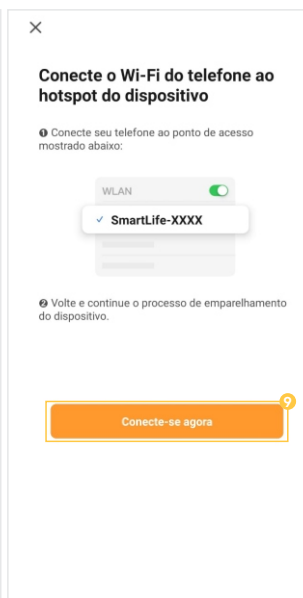 Conecte o Wi-Fi do telefone ao
hotspot do dispositivo
❶ Conecte seu telefone ao ponto de acesso
mostrado abaixo:
WLAN
✓ SmartLife-XXXX
❷ Volte e continue o processo de emparelhamento
do dispositivo.
9
Conecte-se agora